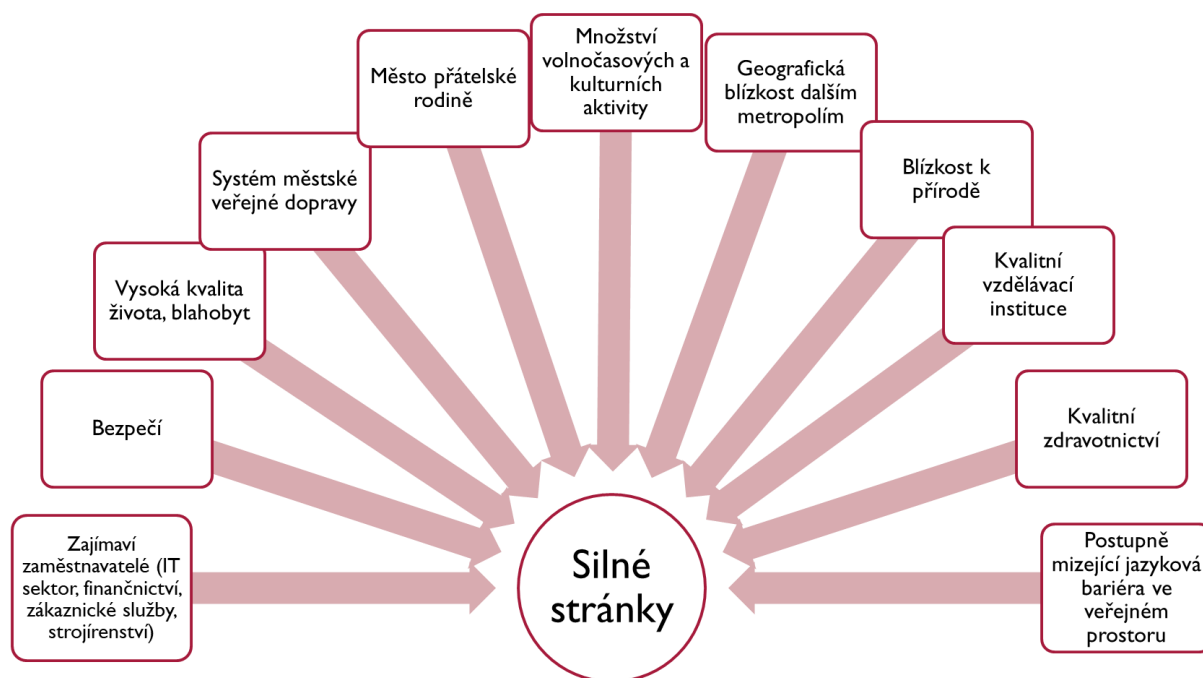 Množství
volnočasových a
kulturních
aktivity
Město přátelské
rodině
Geografická
blízkost dalším
metropolím
Systém městské
veřejné dopravy
Blízkost k
přírodě
Vysoká kvalita
života, blahobyt
Kvalitní
vzdělávací
instituce
Bezpečí
Kvalitní
zdravotnictví
Zajímaví
zaměstnavatelé (IT
sektor, finančnictví,
zákaznické služby,
strojírenství)
Silné
stránky
Postupně
mizející jazyková
bariéra ve
veřejném
prostoru